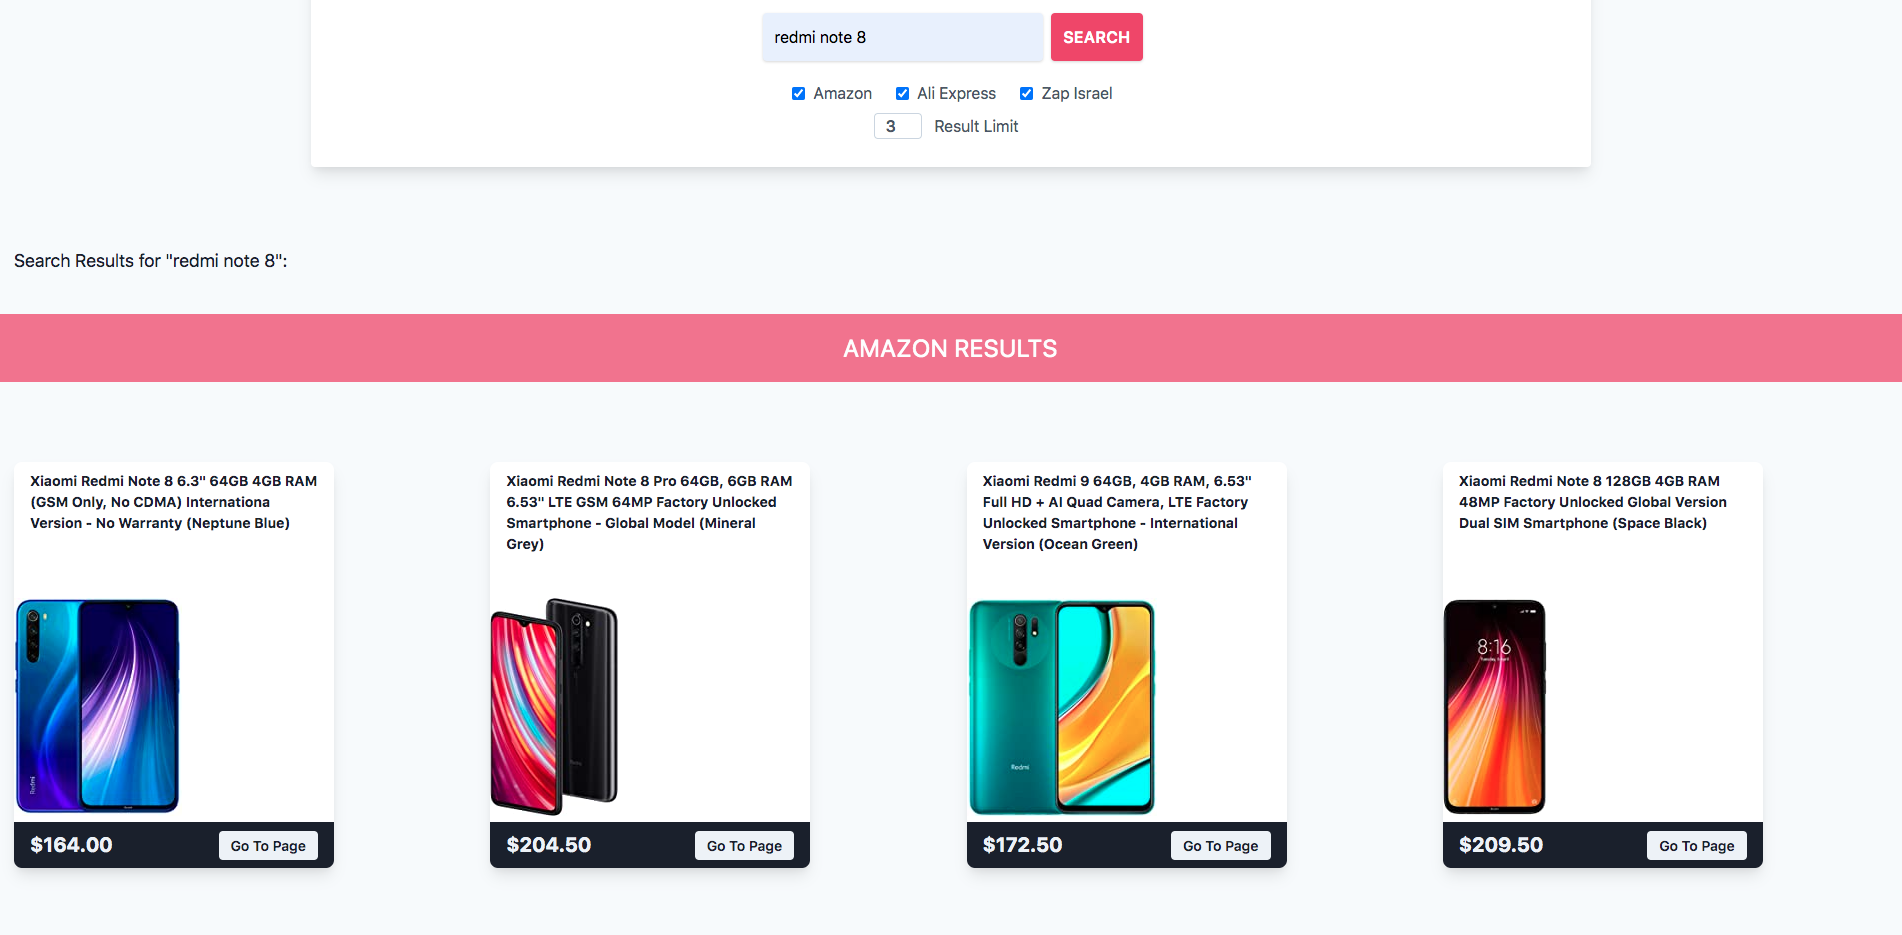 redmi note 8
SEARCH
Amazon
Ali Express
Zap Israel
3
Result Limit
Search Results for "redmi note 8":
AMAZON RESULTS
Xiaomi Redmi Note 8 6.3" 64GB 4GB RAM
(GSM Only, No CDMA) Internationa
Version - No Warranty (Neptune Blue)
Redmi
$164.00
Go To Page
Xiaomi Redmi Note 8 Pro 64GB, 6GB RAM
6.53" LTE GSM 64MP Factory Unlocked
Smartphone - Global Model (Mineral
Grey)
Redmi
$204.50
Go To Page
Xiaomi Redmi 9 64GB, 4GB RAM, 6.53"
Full HD + AI Quad Camera, LTE Factory
Unlocked Smartphone - International
Version (Ocean Green)
Redmi
$172.50
Go To Page
Xiaomi Redmi Note 8 128GB 4GB RAM
48MP Factory Unlocked Global Version
Dual SIM Smartphone (Space Black)
8:16
$209.50
Go To Page